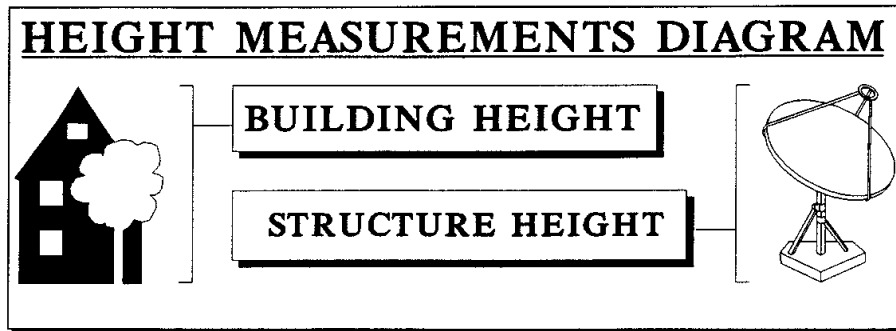 HEIGHT MEASUREMENTS DIAGRAM
BUILDING HEIGHT
STRUCTURE HEIGHT